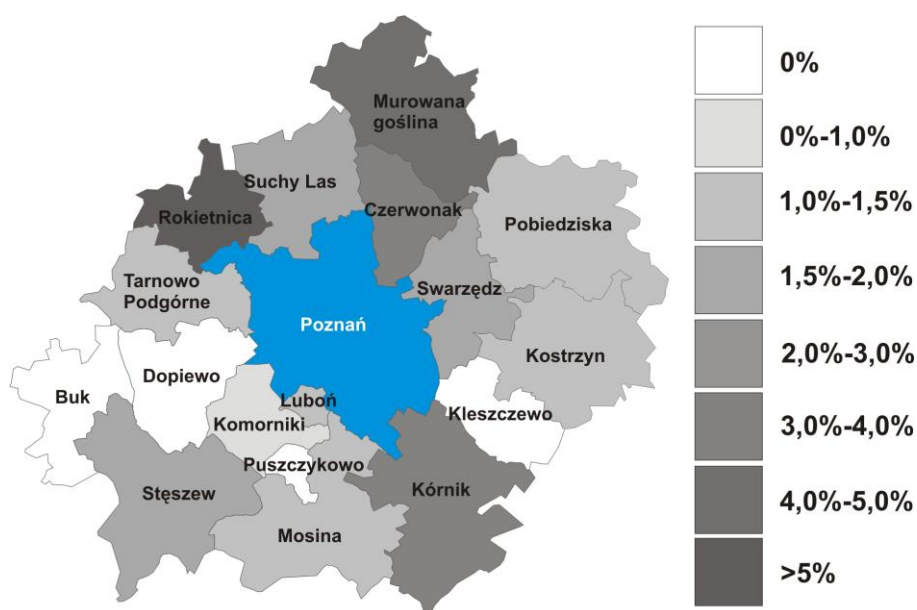 Murowana
goślina
Suchy Las
Rokietnica
Czerwonak
Pobiedziska
Tarnowo
Podgórne
Swarzędz
Poznań
Kostrzyn
Buk
Dopiewo
Luboń
Komorniki
Kleszczewo
Puszczykowo
Stęszew
Kórnik
Mosina
0%
0%-1,0%
1,0%-1,5%
1,5%-2,0%
2,0%-3,0%
3,0%-4,0%
4,0%-5,0%
>5%